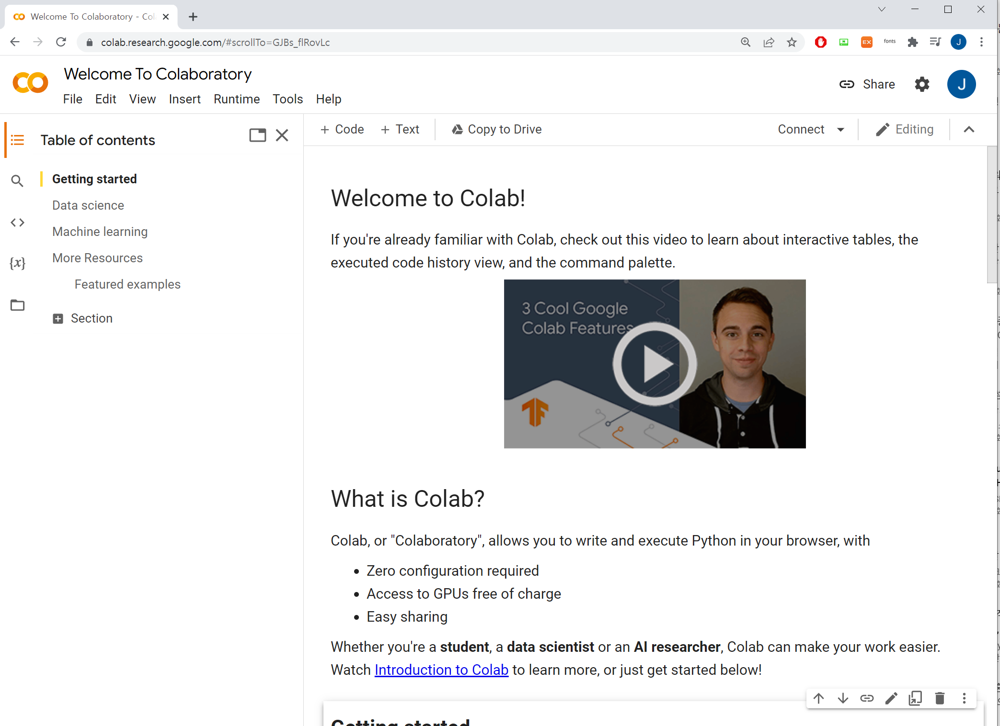 Welcome To Colaboratory - Col
colab.research.google.com/#scrollTo=GJBs_flRovLc
EX
fonts
J
Welcome To Colaboratory
File Edit View Insert Runtime Tools Help
Share
J
Table of contents
+ Code + Text
Copy to Drive
Connect
Editing
Getting started
Data science
Machine learning
More Resources
Featured examples
Section
{x}
Welcome to Colab!
If you're already familiar with Colab, check out this video to learn about interactive tables, the
executed code history view, and the command palette.
3 Cool Google
Colab Features
What is Colab?
Colab, or "Colaboratory", allows you to write and execute Python in your browser, with
• Zero configuration required
• Access to GPUs free of charge
• Easy sharing
Whether you're a student, a data scientist or an AI researcher, Colab can make your work easier.
Watch Introduction to Colab to learn more, or just get started below!
Getting started